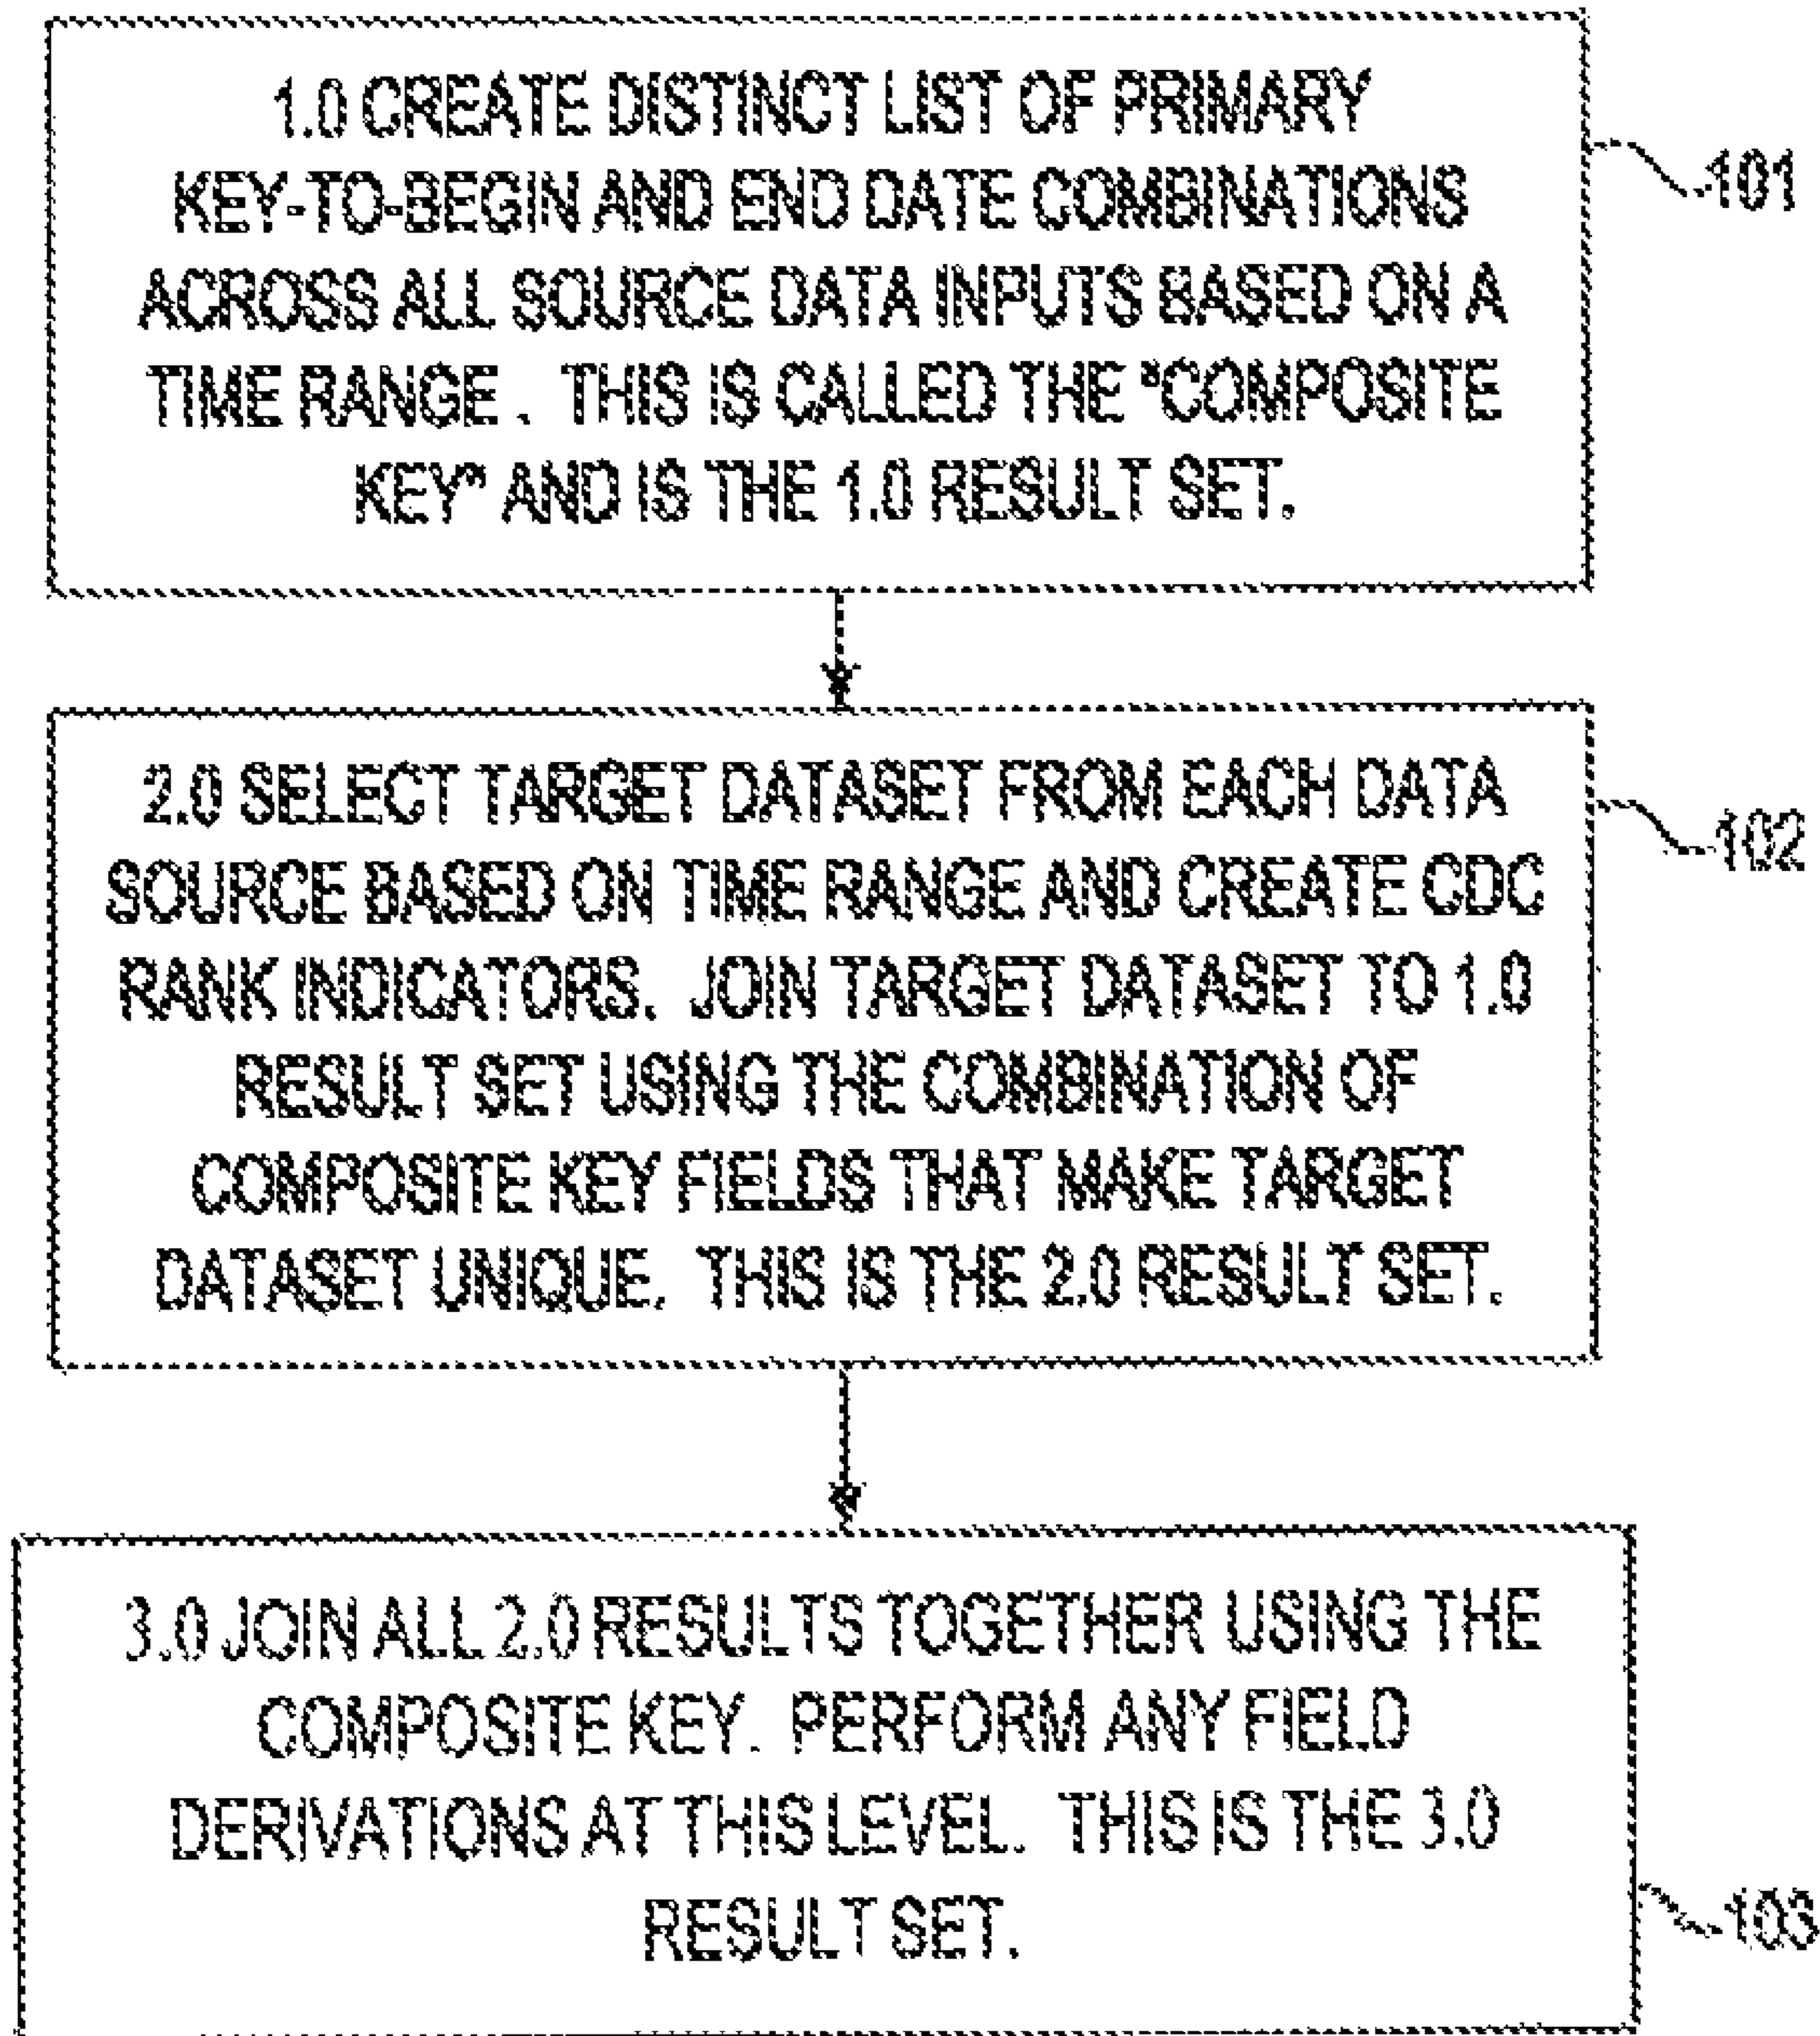 1.0 CREATE DISTINCT LIST OF PRIMARY
KEY-TO-BEGIN AND END DATE COMBINATIONS
ACROSS ALL SOURCE DATA INPUTS BASED ON A
TIME RANGE . THIS IS CALLED THE "COMPOSITE
KEY" AND IS THE 1.0 RESULT SET.
101
2.0 SELECT TARGET DATASET FROM EACH DATA
SOURCE BASED ON TIME RANGE AND CREATE CDC
RANK INDICATORS. JOIN TARGET DATASET TO 1.0
RESULT SET USING THE COMBINATION OF
COMPOSITE KEY FIELDS THAT MAKE TARGET
DATASET UNIQUE. THIS IS THE 2.0 RESULT SET.
102
3.0 JOIN ALL 2.0 RESULTS TOGETHER USING THE
COMPOSITE KEY. PERFORM ANY FIELD
DERIVATIONS AT THIS LEVEL. THIS IS THE 3.0
RESULT SET.
103